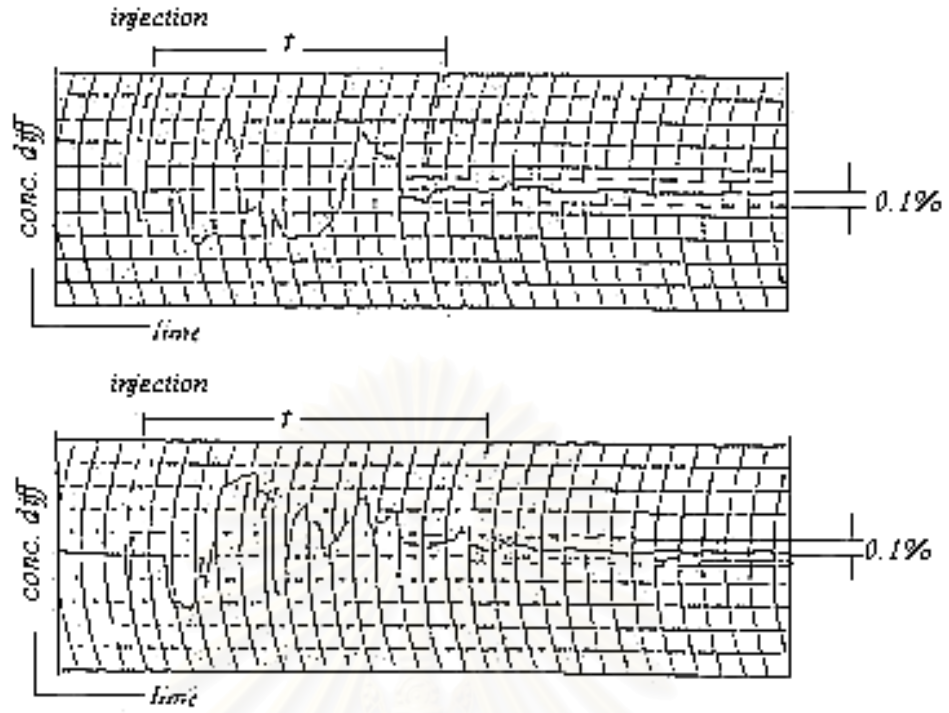 injection
t
conc. diff
0.1%
time
injection
t
conc. diff
0.1%
time